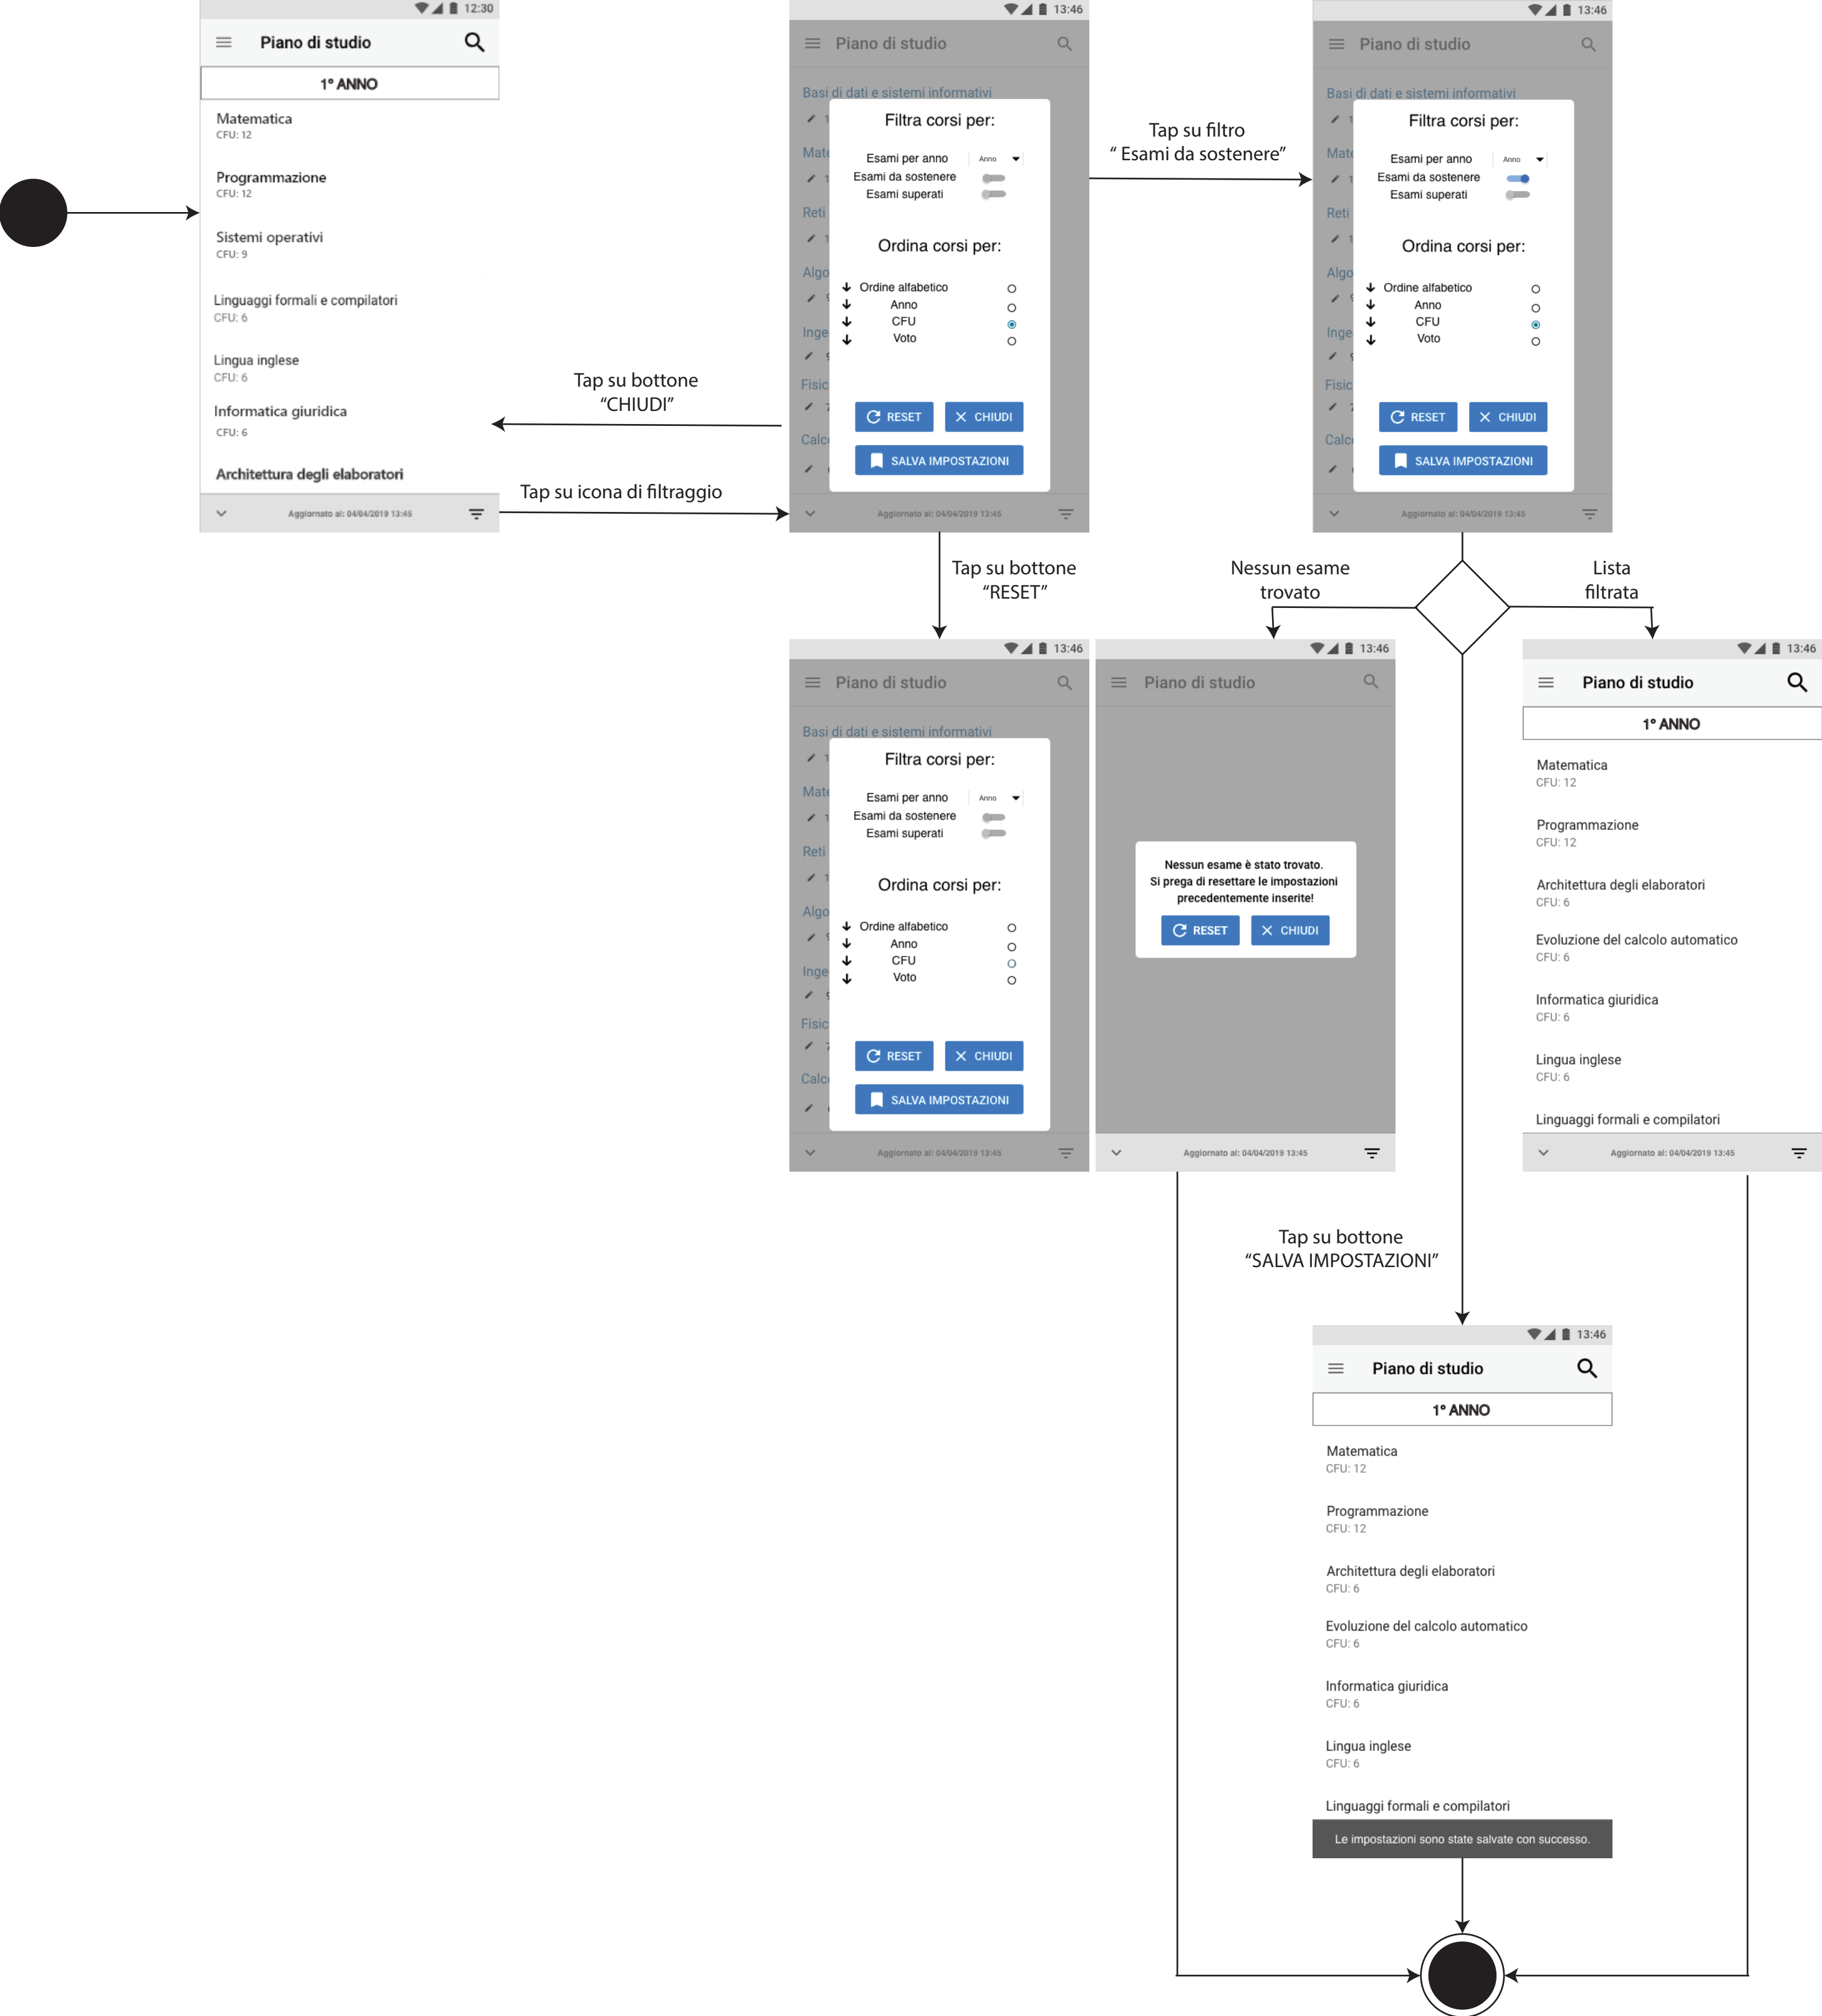 12:30
Piano di studio
1° ANNO
Matematica
CFU: 12
Programmazione
CFU: 12
Sistemi operativi
CFU: 9
Linguaggi formali e compilatori
CFU: 6
Lingua inglese
CFU: 6
Informatica giuridica
CFU: 6
Architettura degli elaboratori
Aggiornato al: 04/04/2019 13:45
Tap su bottone
“CHIUDI”
Tap su icona di filtraggio
13:46
Piano di studio
Basi di dati e sistemi informativi
Filtra corsi per:
Esami per anno Anno
Esami da sostenere
Esami superati
Ordina corsi per:
Ordine alfabetico
Anno
CFU
Voto
RESET CHIUDI
SALVA IMPOSTAZIONI
Aggiornato al: 04/04/2019 13:45
Tap su filtro
“ Esami da sostenere”
13:46
Piano di studio
Basi di dati e sistemi informativi
Filtra corsi per:
Esami per anno Anno
Esami da sostenere
Esami superati
Ordina corsi per:
Ordine alfabetico
Anno
CFU
Voto
RESET CHIUDI
SALVA IMPOSTAZIONI
Aggiornato al: 04/04/2019 13:45
Tap su bottone
“RESET”
Nessun esame
trovato
Lista
filtrata
13:46
Piano di studio
Basi di dati e sistemi informativi
Filtra corsi per:
Esami per anno Anno
Esami da sostenere
Esami superati
Ordina corsi per:
Ordine alfabetico
Anno
CFU
Voto
RESET CHIUDI
SALVA IMPOSTAZIONI
Aggiornato al: 04/04/2019 13:45
13:46
Piano di studio
Nessun esame è stato trovato.
Si prega di resettare le impostazioni
precedentemente inserite!
RESET CHIUDI
Aggiornato al: 04/04/2019 13:45
13:46
Piano di studio
1° ANNO
Matematica
CFU: 12
Programmazione
CFU: 12
Architettura degli elaboratori
CFU: 6
Evoluzione del calcolo automatico
CFU: 6
Informatica giuridica
CFU: 6
Lingua inglese
CFU: 6
Linguaggi formali e compilatori
Aggiornato al: 04/04/2019 13:45
Tap su bottone
“SALVA IMPOSTAZIONI”
13:46
Piano di studio
1° ANNO
Matematica
CFU: 12
Programmazione
CFU: 12
Architettura degli elaboratori
CFU: 6
Evoluzione del calcolo automatico
CFU: 6
Informatica giuridica
CFU: 6
Lingua inglese
CFU: 6
Linguaggi formali e compilatori
Le impostazioni sono state salvate con successo.